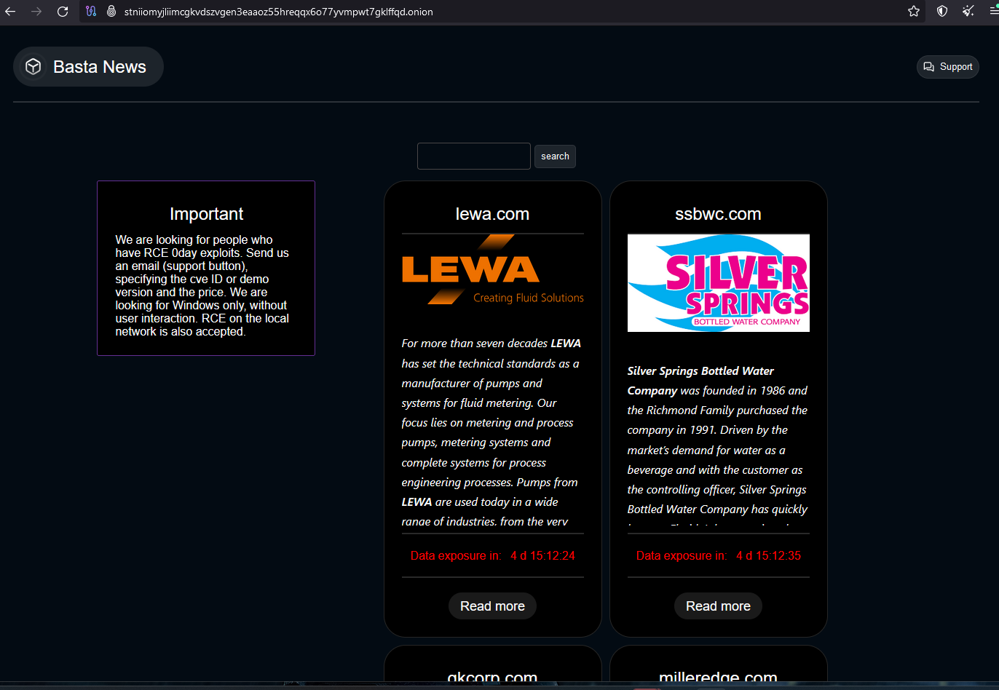 stniiomyjliimcgkvdszvgen3eaaoz55hreqqx6o77yvmpwt7gklffqd.onion
Basta News
Support
search
Important
We are looking for people who
have RCE 0day exploits. Send us
an email (support button),
specifying the cve ID or demo
version and the price. We are
looking for Windows only, without
user interaction. RCE on the local
network is also accepted.
lewa.com
LEWA
Creating Fluid Solutions
For more than seven decades LEWA
has set the technical standards as a
manufacturer of pumps and
systems for fluid metering. Our
focus lies on metering and process
pumps, metering systems and
complete systems for process
engineering processes. Pumps from
LEWA are used today in a wide
range of industries, from the very
Data exposure in: 4 d 15:12:24
Read more
ssbwc.com
SILVER
SPRINGS
BOTTLED WATER COMPANY
Silver Springs Bottled Water
Company was founded in 1986 and
the Richmond Family purchased the
company in 1991. Driven by the
market's demand for water as a
beverage and with the customer as
the controlling officer, Silver Springs
Bottled Water Company has quickly
Data exposure in: 4 d 15:12:35
Read more
gkcorp.com
milleredge.com